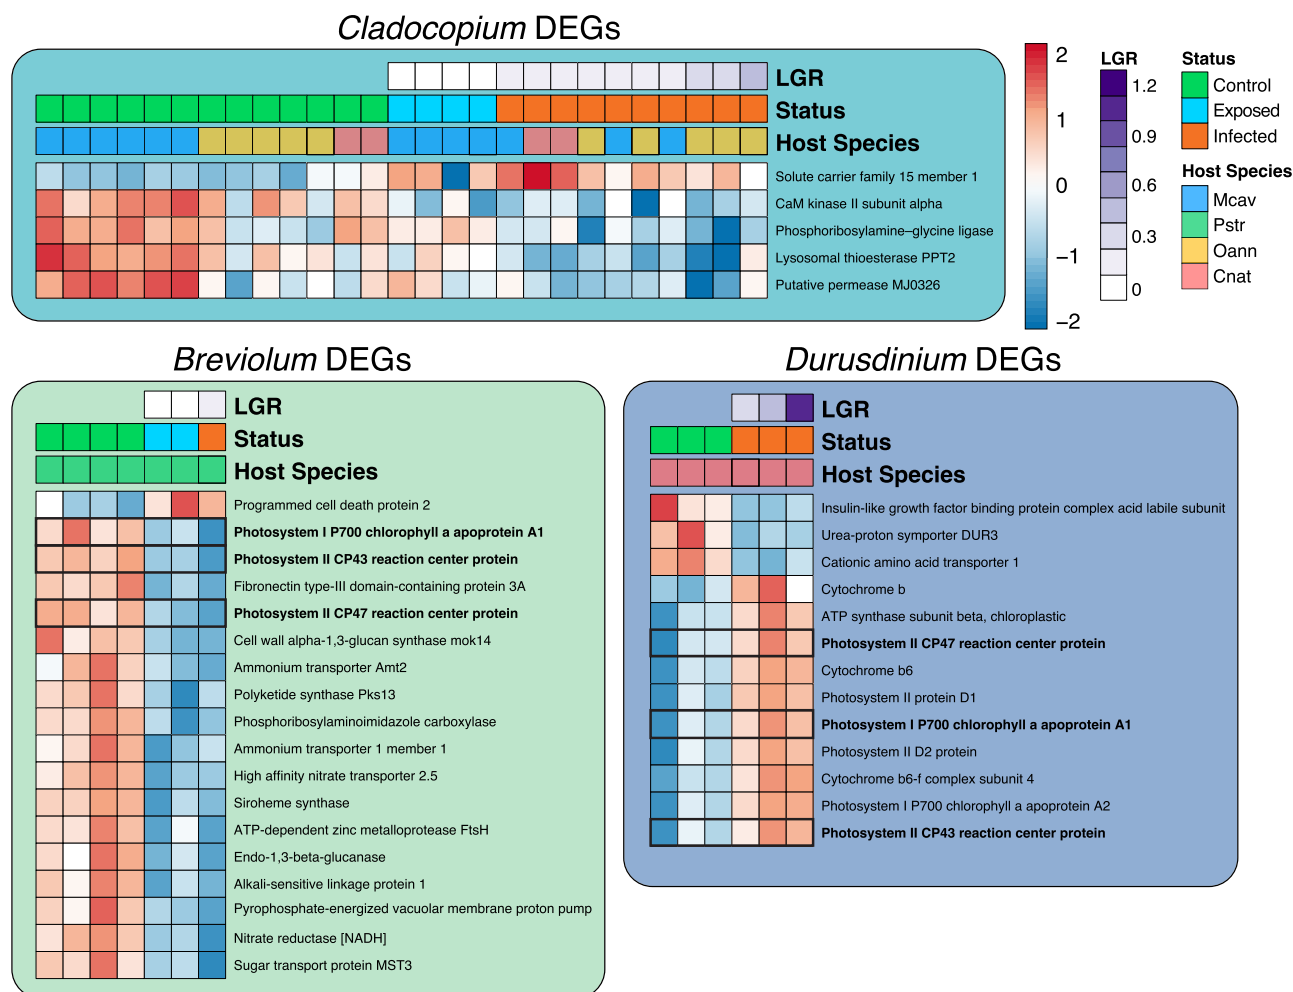 Cladocopium DEGs
LGR
Status
Host Species
Solute carrier family 15 member 1
CaM kinase II subunit alpha
Phosphoribosylamine–glycine ligase
Lysosomal thioesterase PPT2
Putative permease MJ0326
2
1
0
−1
−2
LGR
1.2
0.9
0.6
0.3
0
Status
Control
Exposed
Infected
Host Species
Mcav
Pstr
Oann
Cnat
Breviolum DEGs
LGR
Status
Host Species
Programmed cell death protein 2
Photosystem I P700 chlorophyll a apoprotein A1
Photosystem II CP43 reaction center protein
Fibronectin type-III domain-containing protein 3A
Photosystem II CP47 reaction center protein
Cell wall alpha-1,3-glucan synthase mok14
Ammonium transporter Amt2
Polyketide synthase Pks13
Phosphoribosylaminoimidazole carboxylase
Ammonium transporter 1 member 1
High affinity nitrate transporter 2.5
Siroheme synthase
ATP-dependent zinc metalloprotease FtsH
Endo-1,3-beta-glucanase
Alkali-sensitive linkage protein 1
Pyrophosphate-energized vacuolar membrane proton pump
Nitrate reductase [NADH]
Sugar transport protein MST3
Durusdinium DEGs
LGR
Status
Host Species
Insulin-like growth factor binding protein complex acid labile subunit
Urea-proton symporter DUR3
Cationic amino acid transporter 1
Cytochrome b
ATP synthase subunit beta, chloroplastic
Photosystem II CP47 reaction center protein
Cytochrome b6
Photosystem II protein D1
Photosystem I P700 chlorophyll a apoprotein A1
Photosystem II D2 protein
Cytochrome b6-f complex subunit 4
Photosystem I P700 chlorophyll a apoprotein A2
Photosystem II CP43 reaction center protein